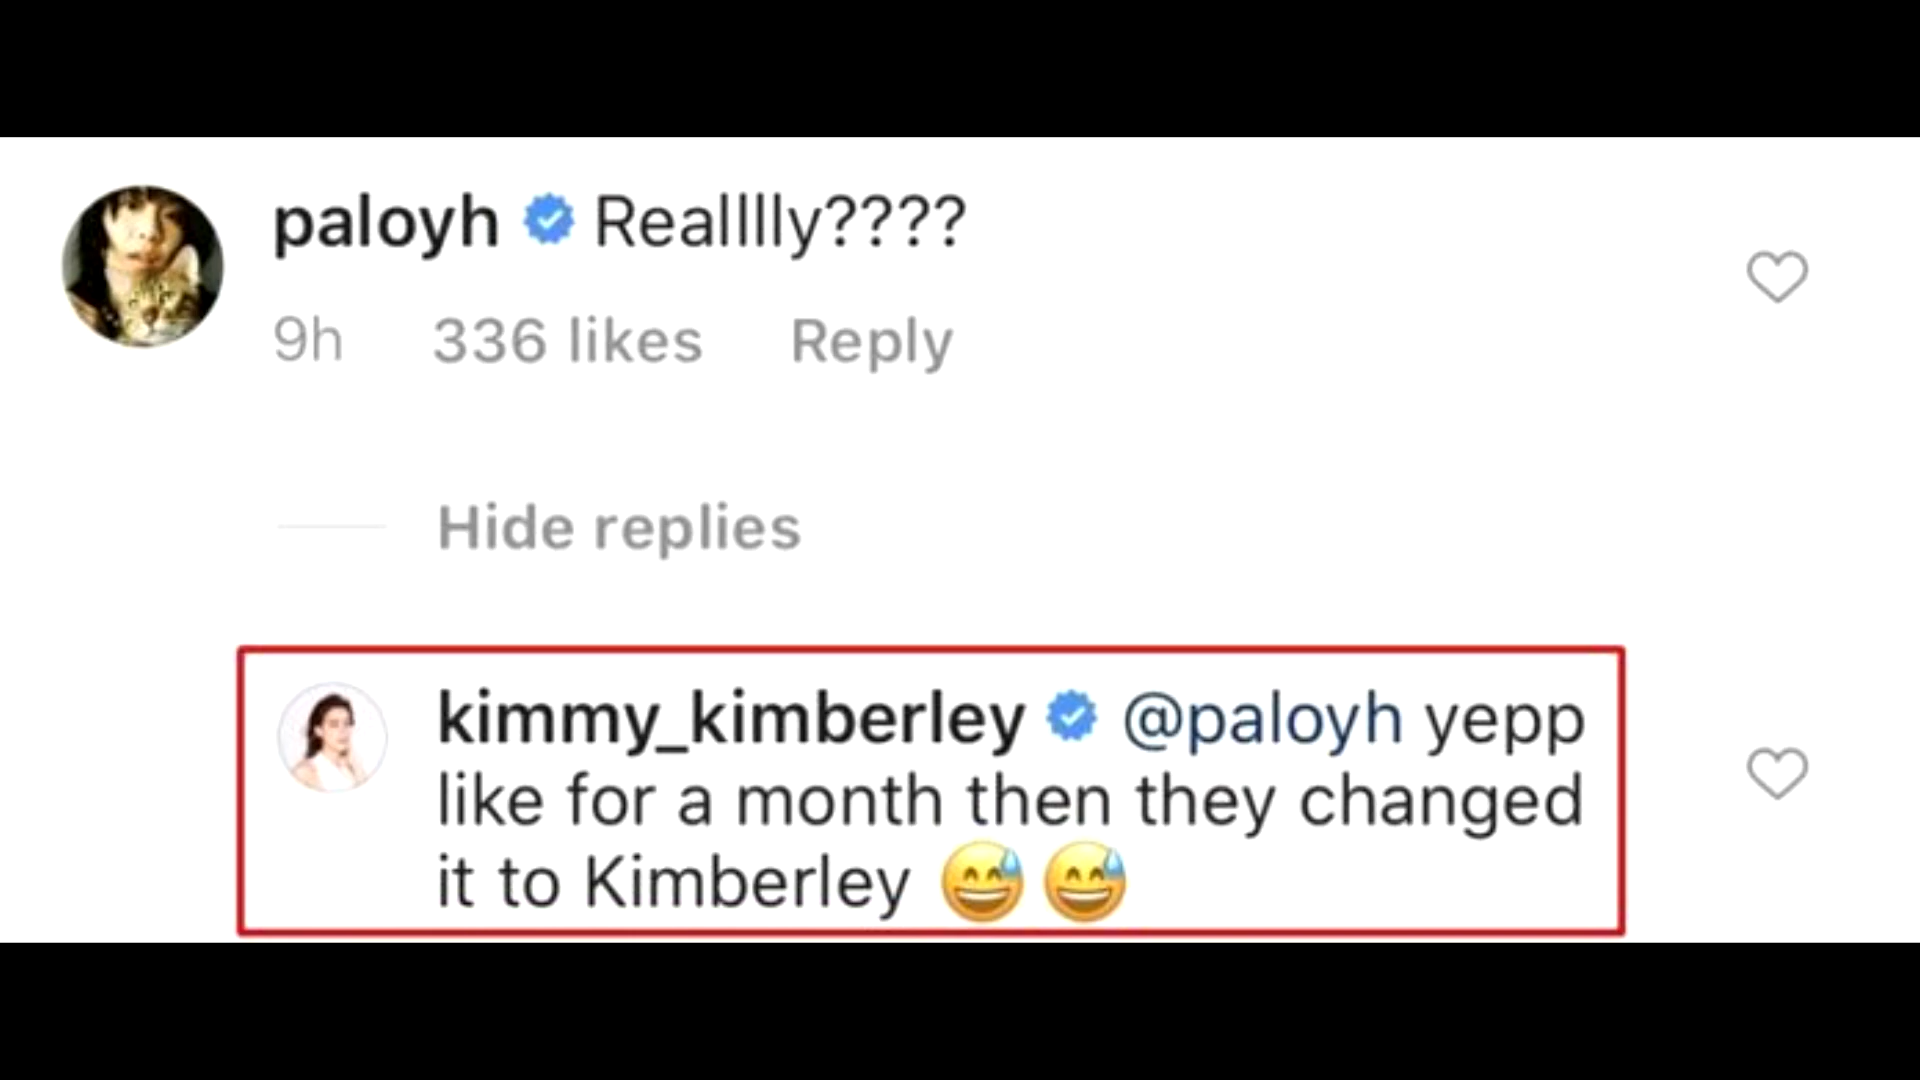 paloyh Realllly????
9h 336 likes Reply
Hide replies
kimmy_kimberley @paloyh yepp
like for a month then they changed
it to Kimberley 😅😅